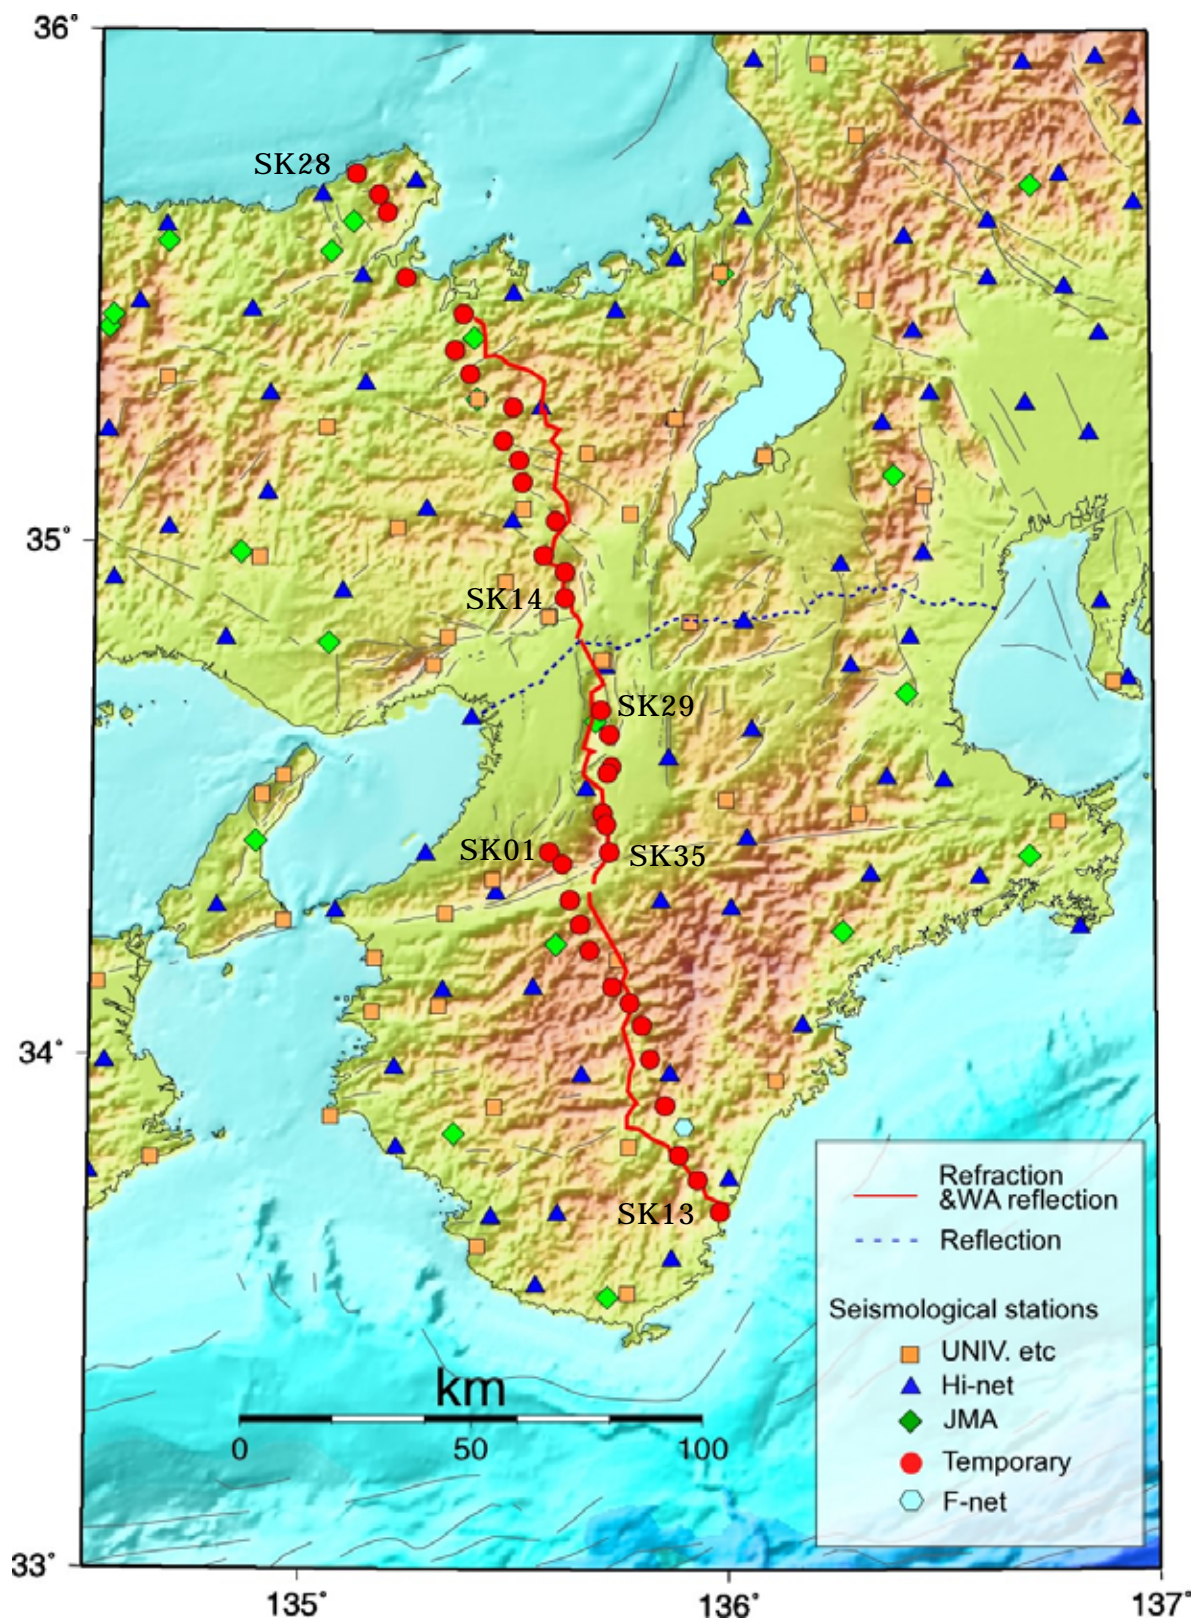 36°
SK28
35°
SK14
SK29
SK01
SK35
34°
SK13
Refraction
&WA reflection
Reflection
Seismological stations
UNIV. etc
Hi-net
JMA
Temporary
F-net
km
0 50 100
33°
135° 136° 137°